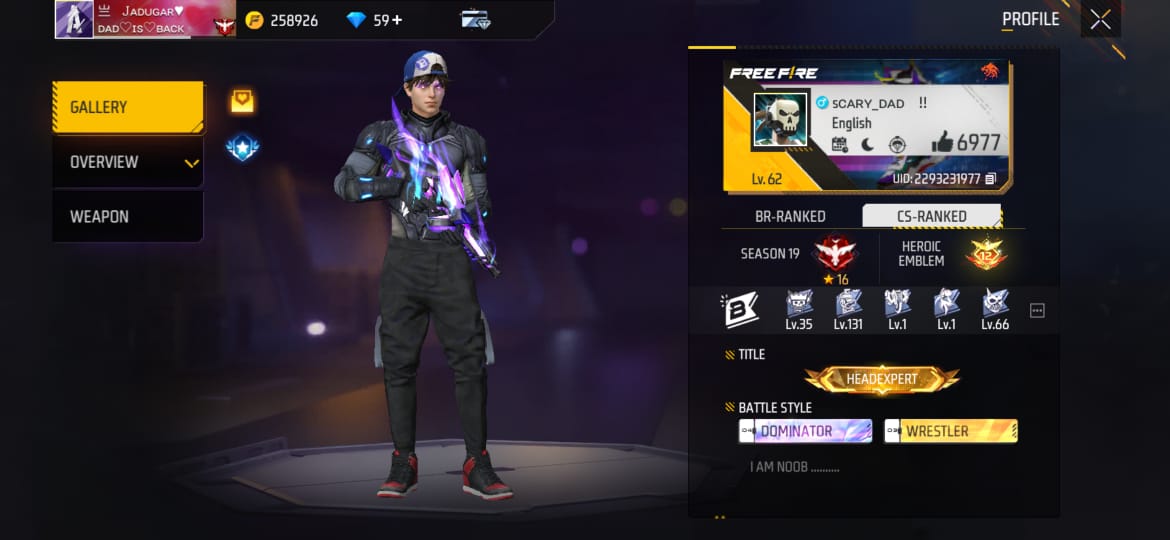 Jadugar♥
DAD♡IS♡BACK
258926
59+
PROFILE
GALLERY
OVERVIEW
WEAPON
FREE FIRE
SCARY_DAD !!
English
6977
Lv.62
UID:2293231977
BR-RANKED
CS-RANKED
SEASON 19
★16
HEROIC
EMBLEM
12
B
Lv.35
Lv.131
Lv.1
Lv.1
Lv.66
TITLE
HEADEXPERT
BATTLE STYLE
DOMINATOR
WRESTLER
I AM NOOB ..........